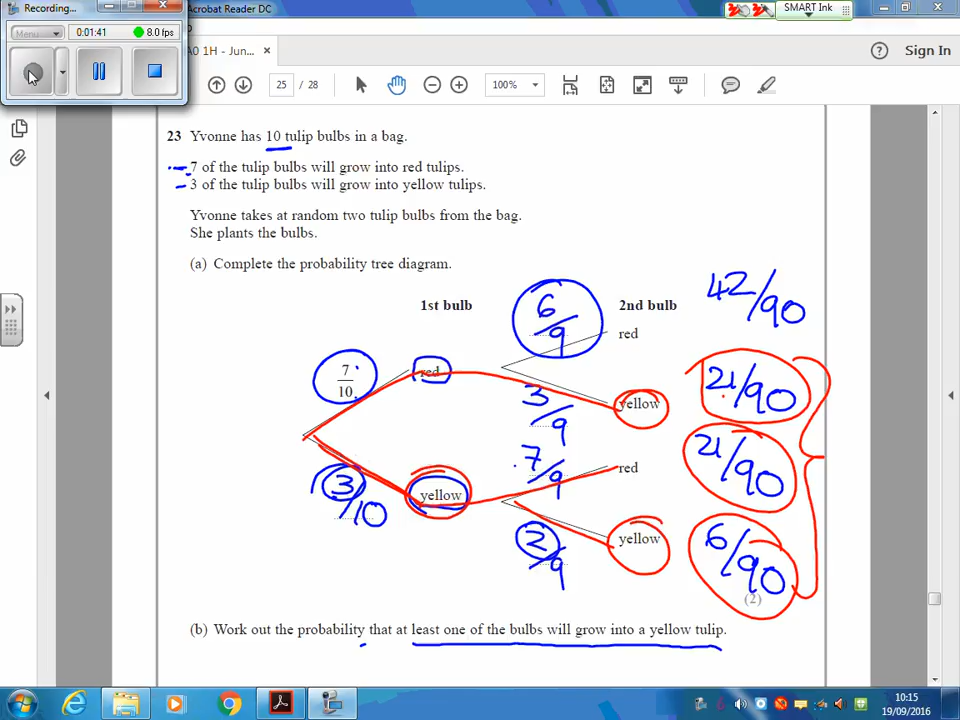 Recording...
Acrobat Reader DC
SMART Ink
Menu
0:01:41
8.0 fps
A0 1H - Jun...
Sign In
25 / 28
100%
23 Yvonne has 10 tulip bulbs in a bag.
7 of the tulip bulbs will grow into red tulips.
3 of the tulip bulbs will grow into yellow tulips.
Yvonne takes at random two tulip bulbs from the bag.
She plants the bulbs.
(a) Complete the probability tree diagram.
1st bulb
2nd bulb
6/9
red
42/90
7/10
red
3/9
yellow
21/90
7/9
red
21/90
3/10
yellow
2/9
yellow
6/90
(2)
(b) Work out the probability that at least one of the bulbs will grow into a yellow tulip.
10:15
19/09/2016